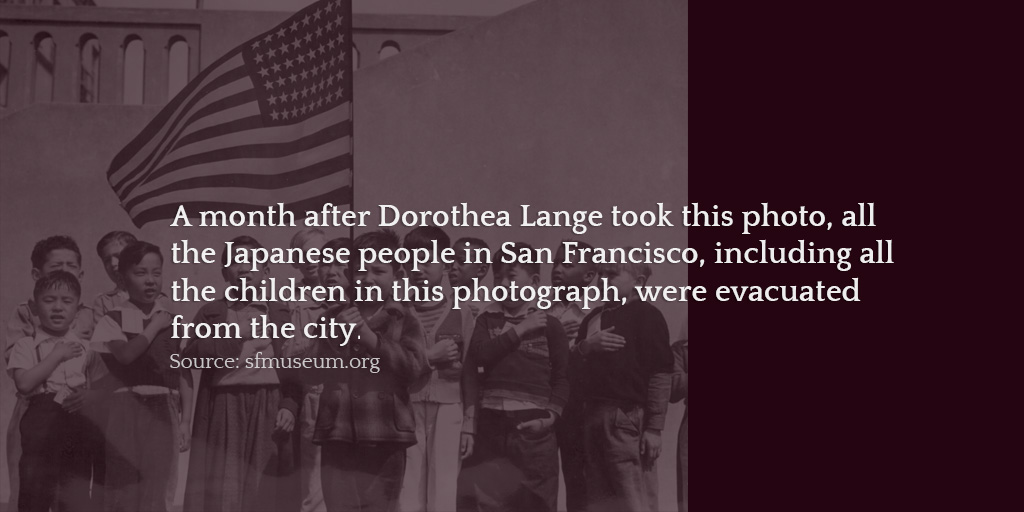 A month after Dorothea Lange took this photo, all
the Japanese people in San Francisco, including all
the children in this photograph, were evacuated
from the city.
Source: sfmuseum.org